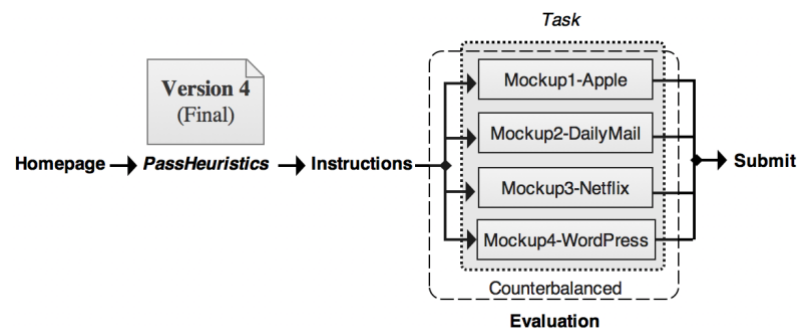 Task
Version 4
(Final)
Mockup1-Apple
Mockup2-DailyMail
Homepage
PassHeuristics
Instructions
Submit
Mockup3-Netflix
Mockup4-WordPress
Counterbalanced
Evaluation